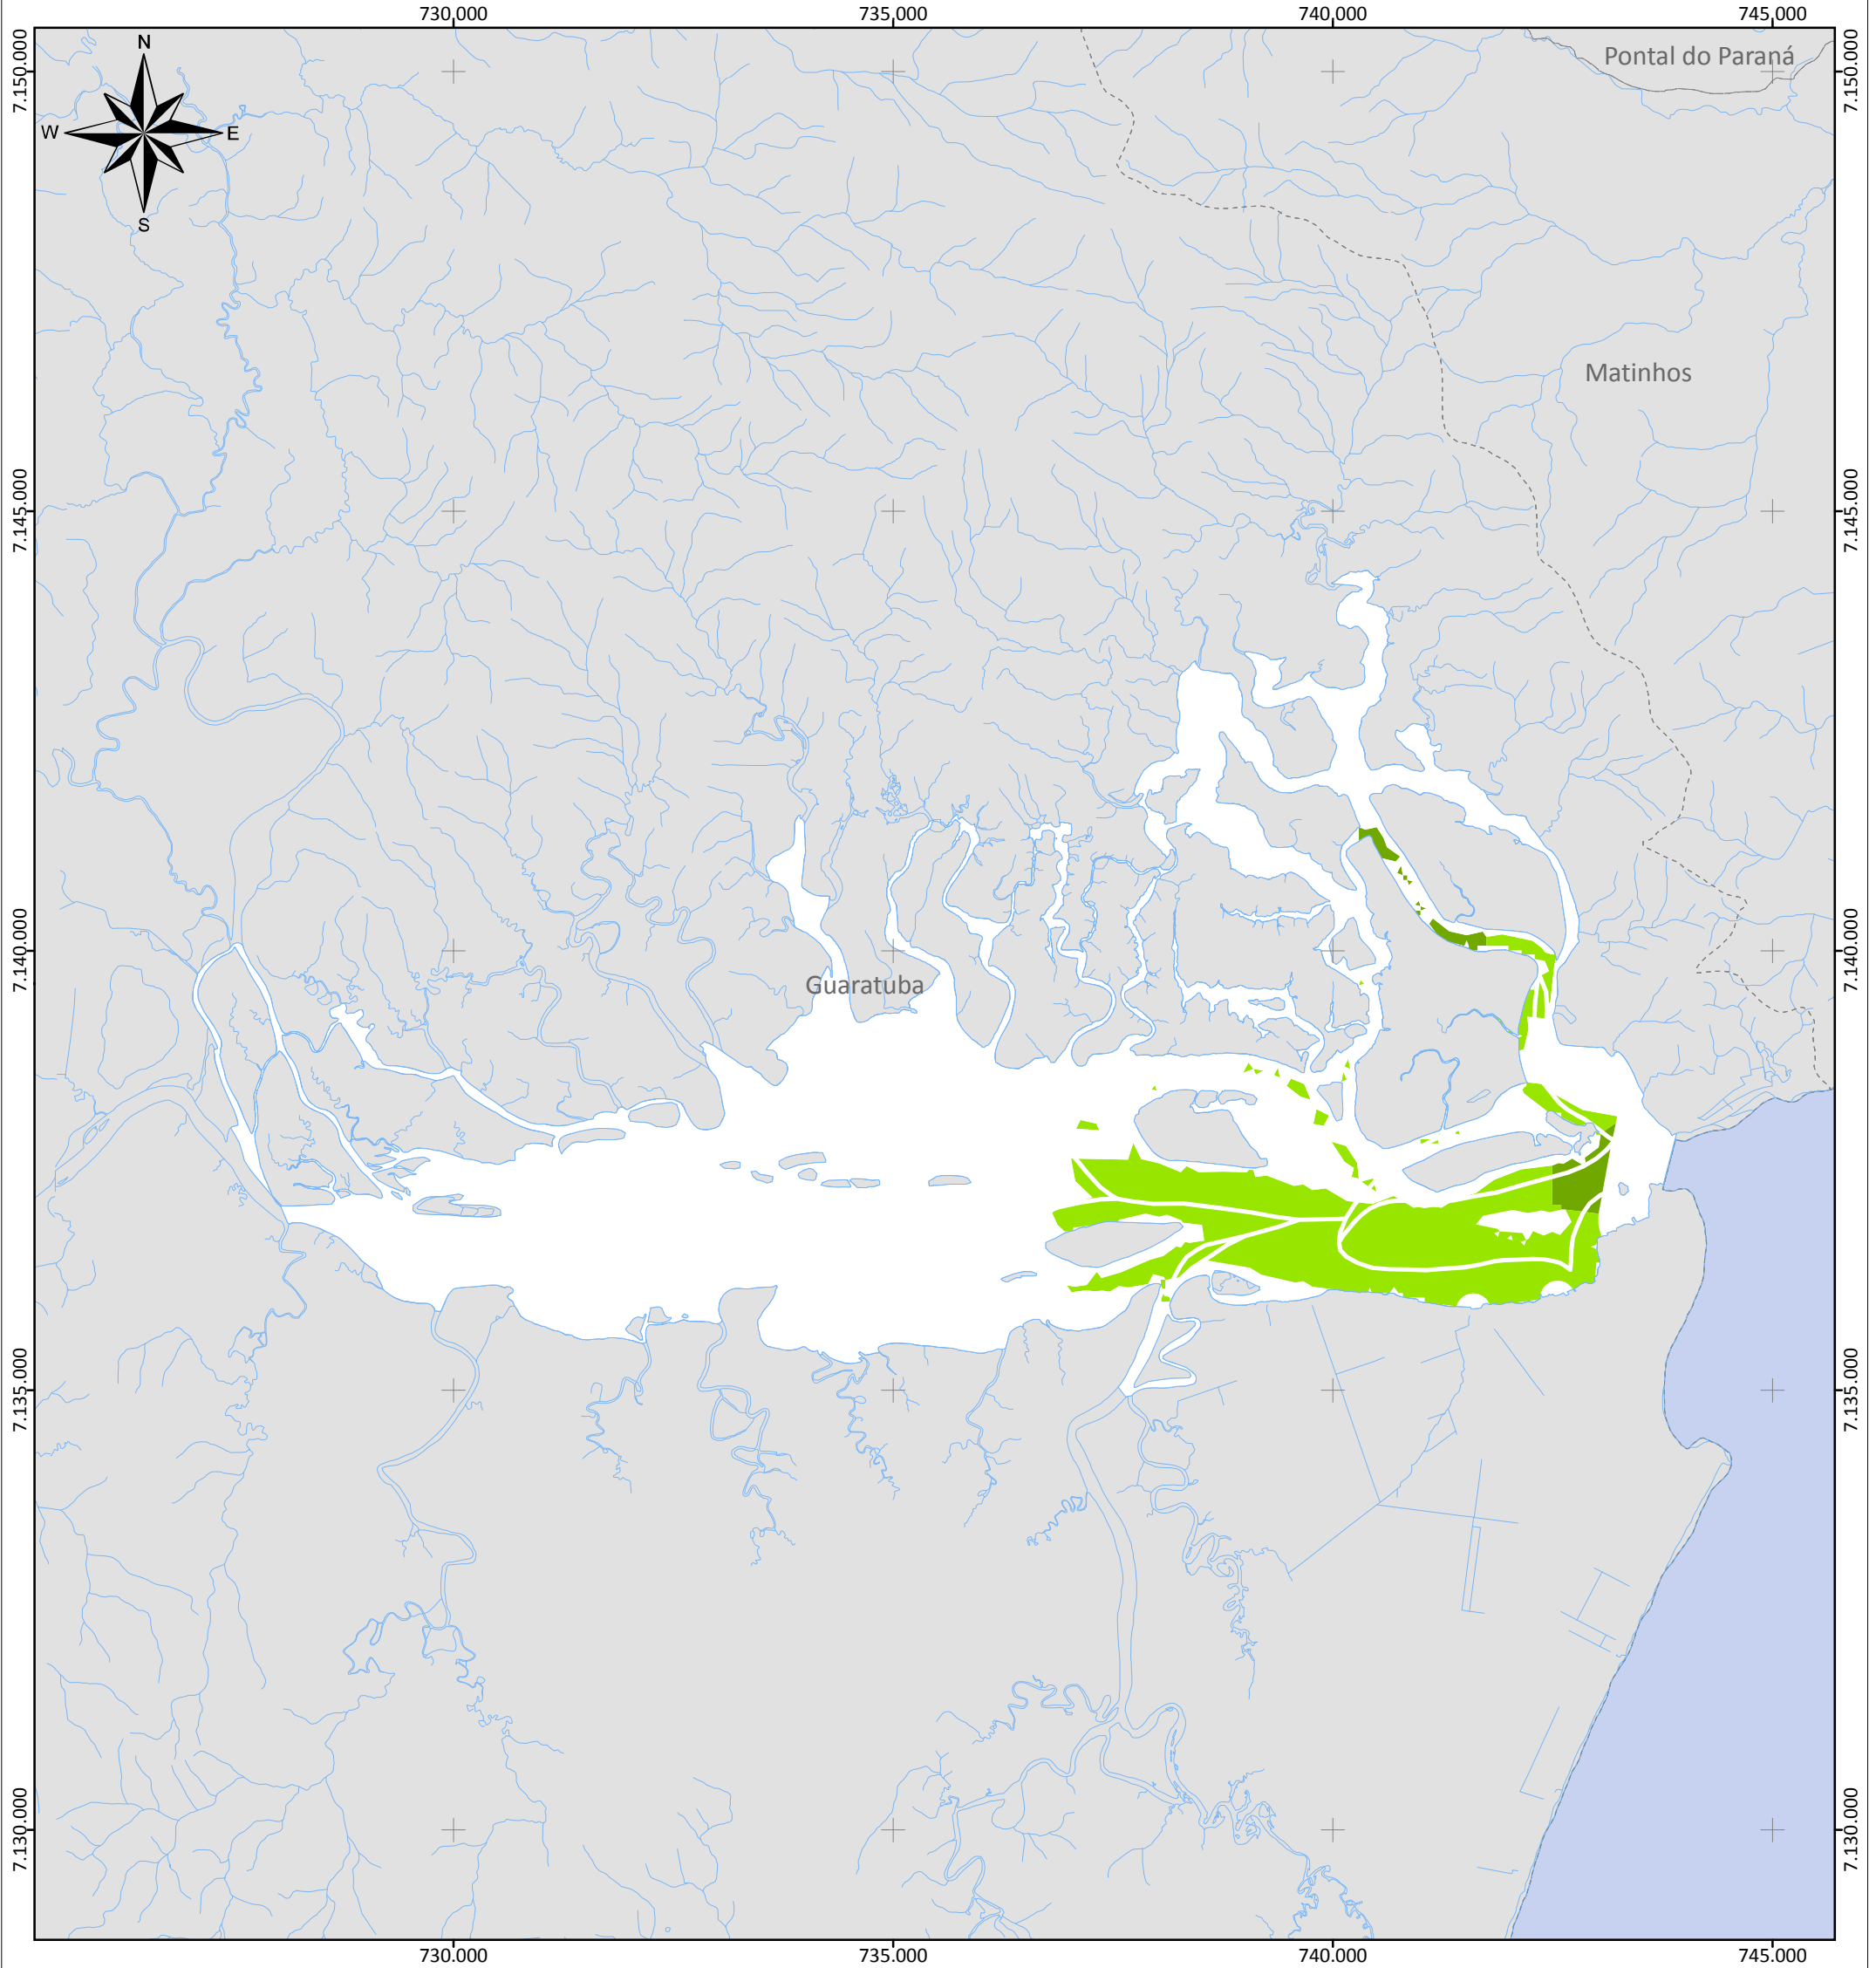 730.000 735.000 740.000 745.000
N
W E
S
Pontal do Paraná
7.150.000 7.150.000
Matinhos
7.145.000 7.145.000
7.140.000 7.140.000
Guaratuba
7.135.000 7.135.000
7.130.000 7.130.000
730.000 735.000 740.000 745.000